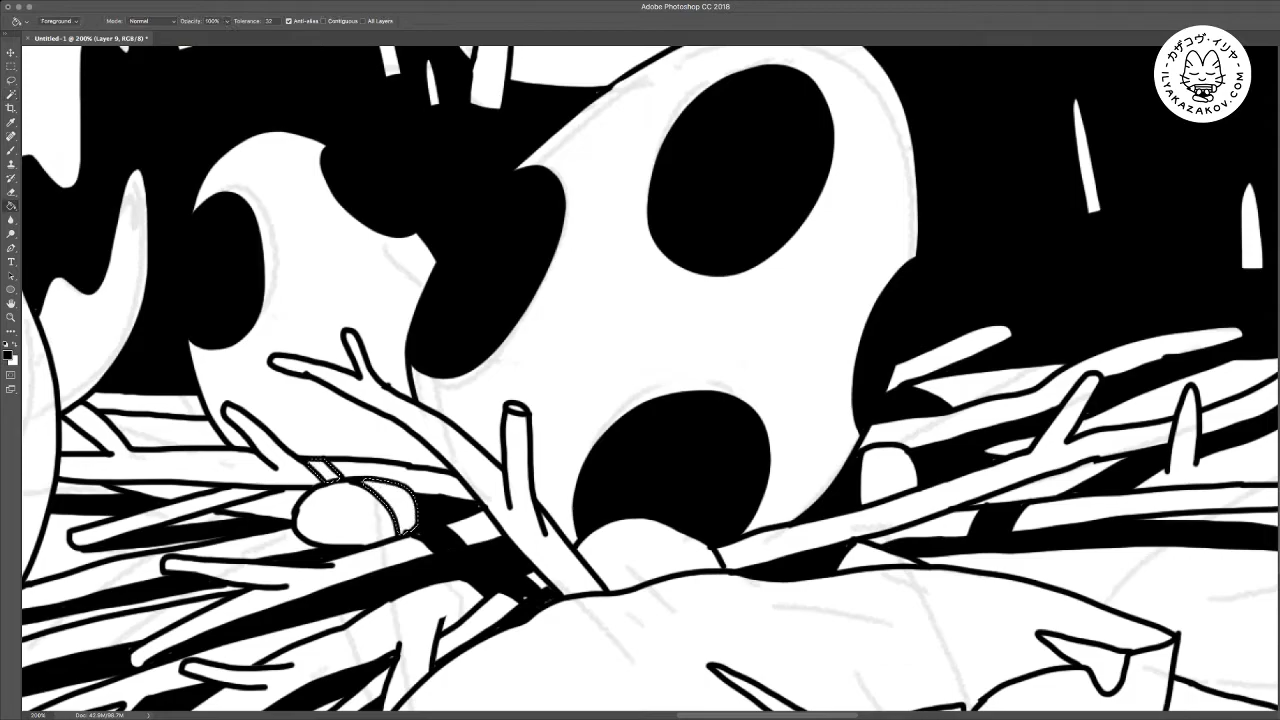 Adobe Photoshop CC 2018
Foreground
Mode: Normal
Opacity: 100%
Tolerance: 32
Anti-alias
Contiguous
All Layers
Untitled-1 @ 200% (Layer 9, RGB/8) *
カザコヴ・イリヤ
ILYAKAZAKOV.COM
200%